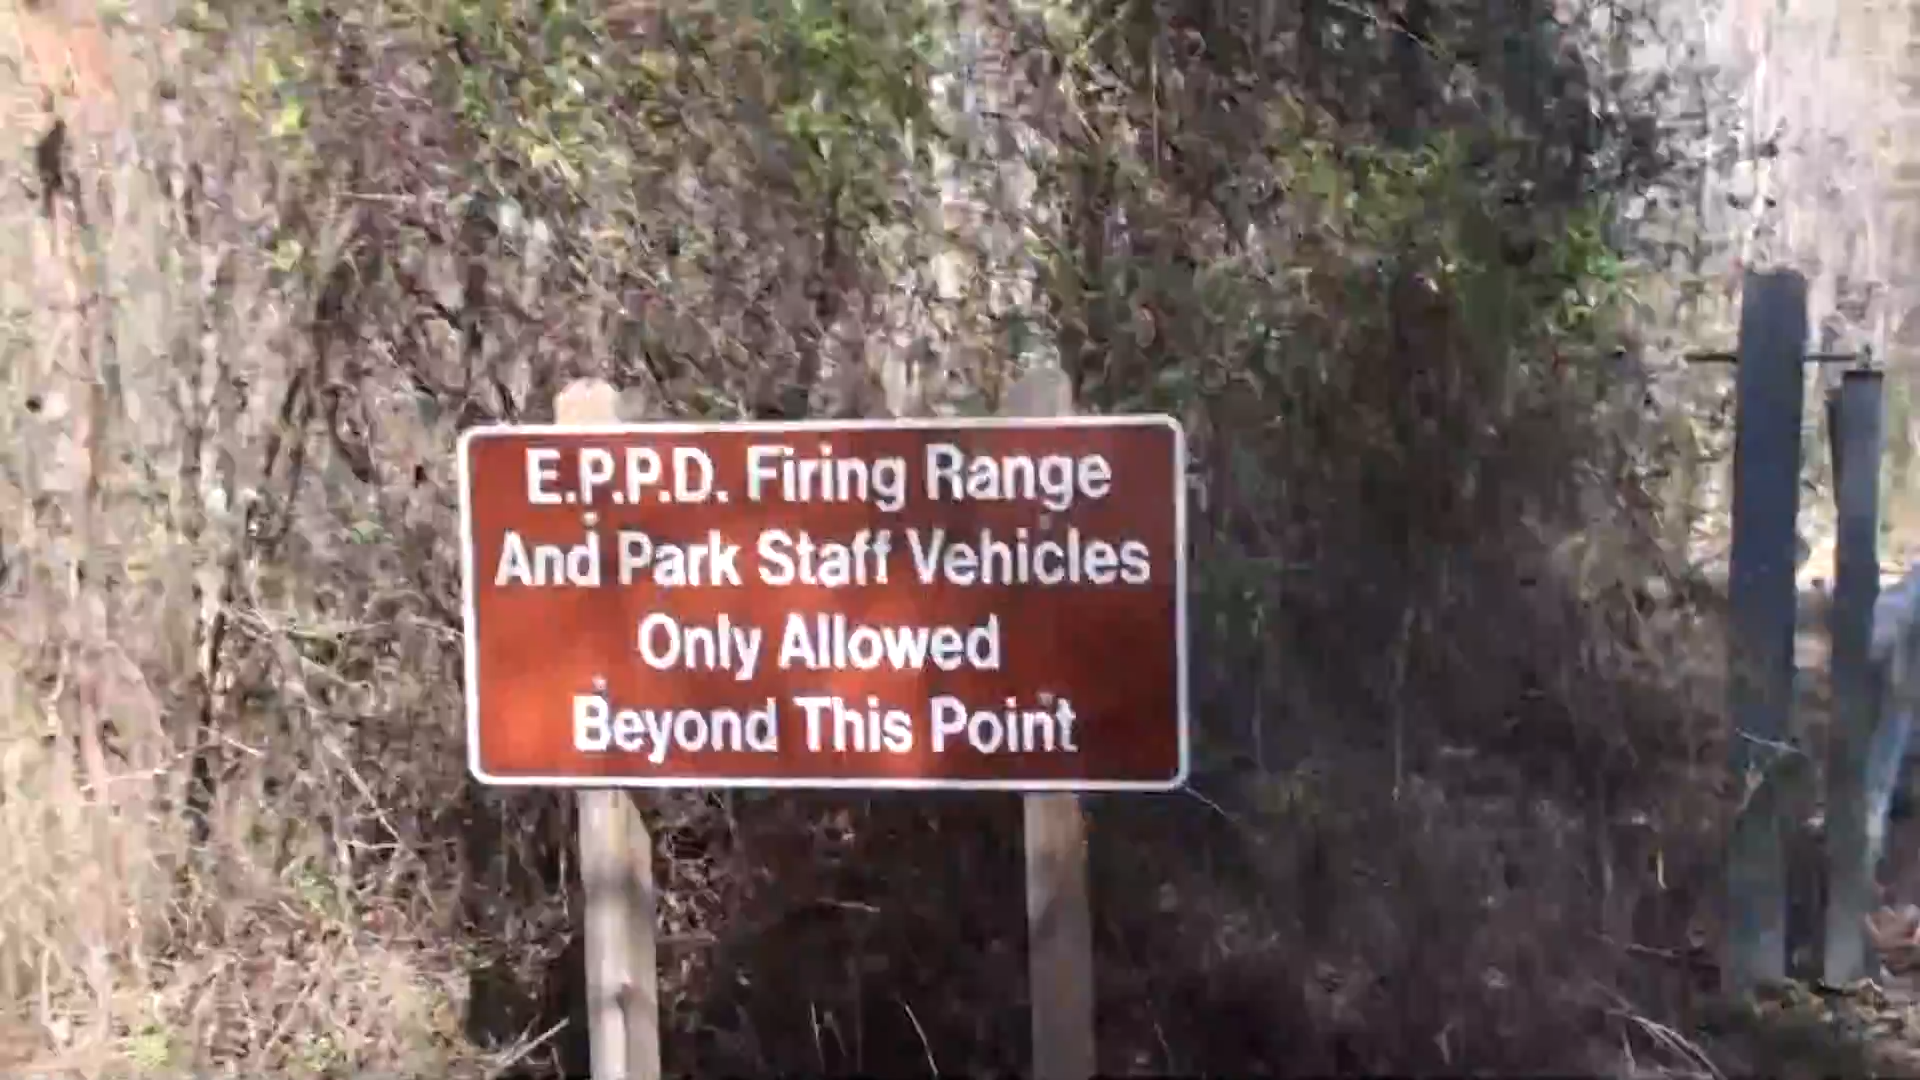 E.P.P.D. Firing Range
And Park Staff Vehicles
Only Allowed
Beyond This Point